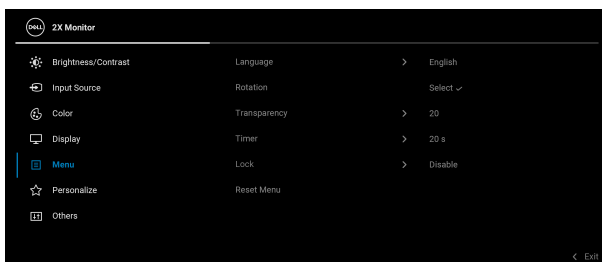 DELL 2X Monitor
Brightness/Contrast Language > English
Input Source Rotation Select ✓
Color Transparency > 20
Display Timer > 20 s
Menu Lock > Disable
Personalize Reset Menu
Others
< Exit